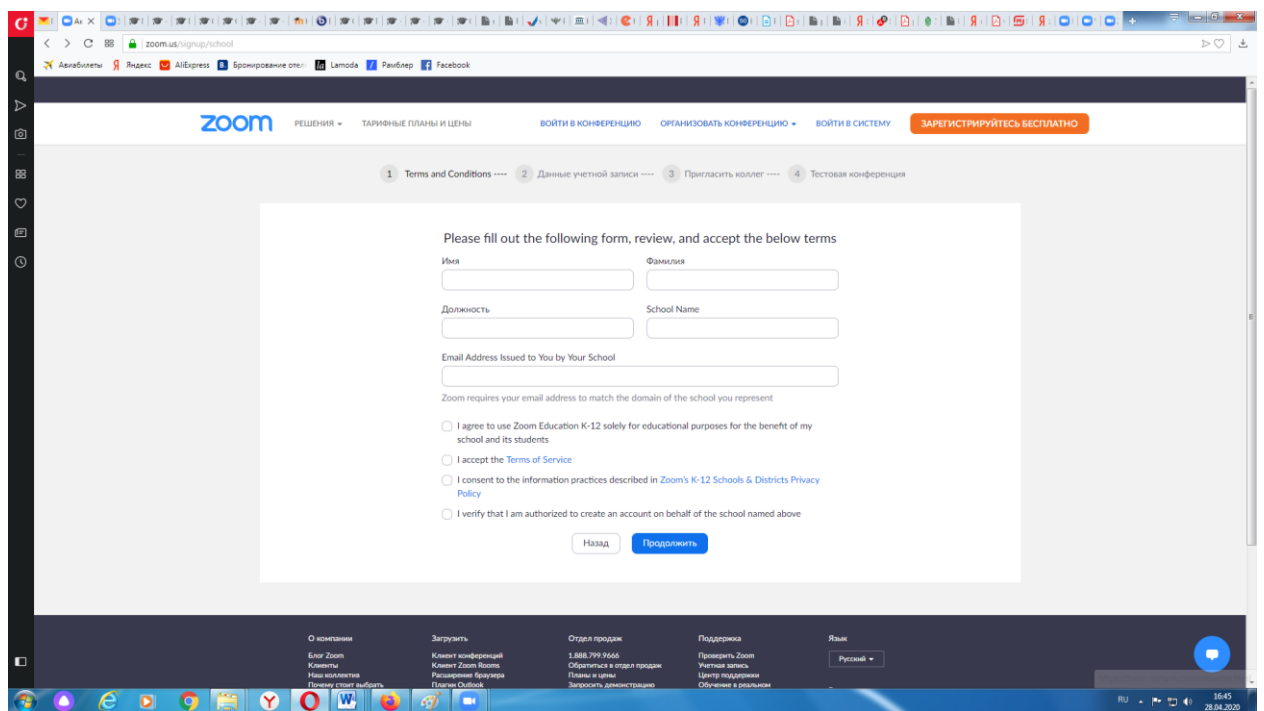 zoom.us/signup/school
Авиабилеты Яндекс AliExpress Бронирование отел Lamoda Рамблер Facebook
zoom РЕШЕНИЯ ТАРИФНЫЕ ПЛАНЫ И ЦЕНЫ ВОЙТИ В КОНФЕРЕНЦИЮ ОРГАНИЗОВАТЬ КОНФЕРЕНЦИЮ ВОЙТИ В СИСТЕМУ ЗАРЕГИСТРИРУЙТЕСЬ БЕСПЛАТНО
1 Terms and Conditions ---- 2 Данные учетной записи ---- 3 Пригласить коллег ---- 4 Тестовая конференция
Please fill out the following form, review, and accept the below terms
Имя Фамилия
Должность School Name
Email Address Issued to You by Your School
Zoom requires your email address to match the domain of the school you represent
I agree to use Zoom Education K-12 solely for educational purposes for the benefit of my
school and its students
I accept the Terms of Service
I consent to the information practices described in Zoom's K-12 Schools & Districts Privacy
Policy
I verify that I am authorized to create an account on behalf of the school named above
Назад Продолжить
О компании Загрузить Отдел продаж Поддержка Язык
Блог Zoom Клиент конференций 1.888.799.9666 Проверить Zoom Русский
Клиенты Клиент Zoom Rooms Обратиться в отдел продаж Учетная запись
Наш коллектив Расширение браузера Планы и цены Центр поддержки
Почему стоит выбрать Плагин Outlook Запросить демонстрацию Обучение в реальном
RU 16:45
28.04.2020